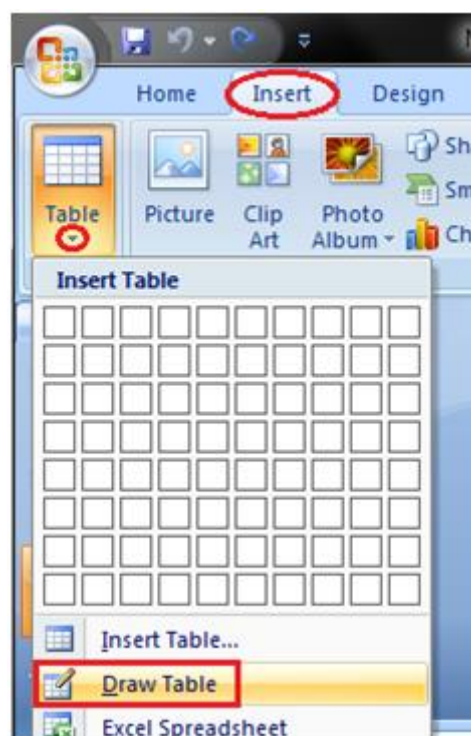 Home Insert Design
Sh
Sm
Table Picture Clip Art Photo Album Ch
Insert Table
Insert Table...
Draw Table
Excel Spreadsheet